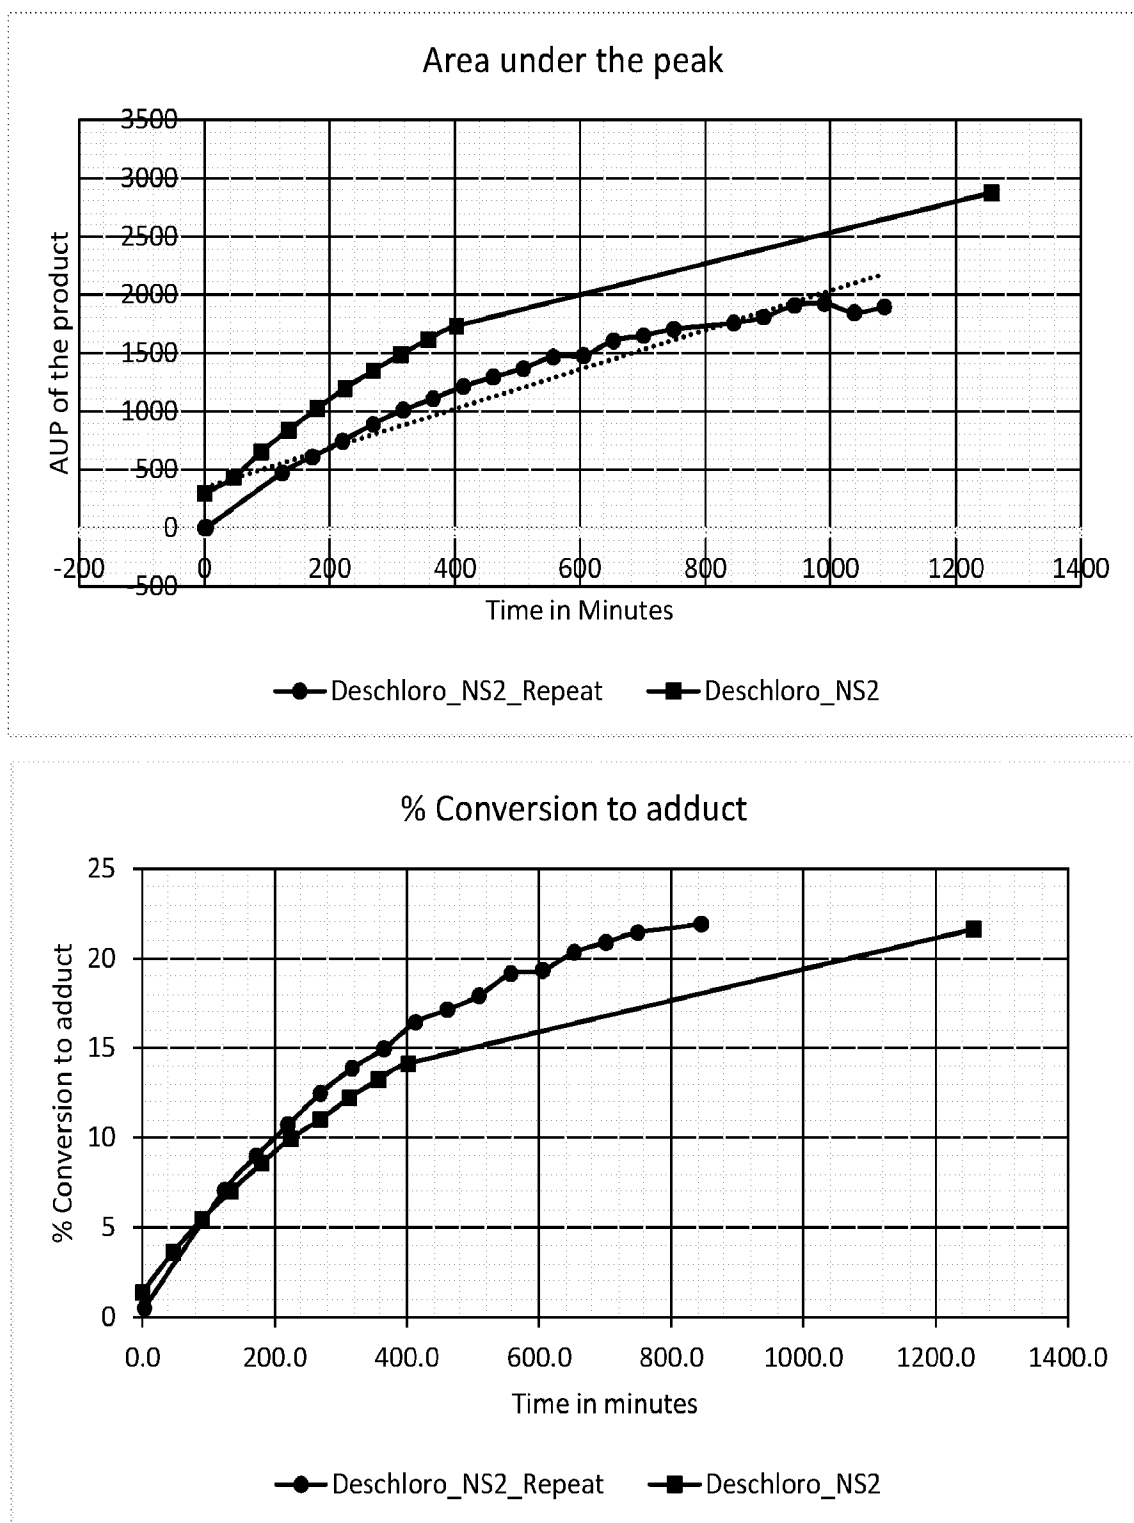 Area under the peak
3500
3000
2500
2000
1500
1000
500
0
-500
AUP of the product
-200 0 200 400 600 800 1000 1200 1400
Time in Minutes
Deschloro_NS2_Repeat Deschloro_NS2
% Conversion to adduct
25
20
15
10
5
0
% Conversion to adduct
0.0 200.0 400.0 600.0 800.0 1000.0 1200.0 1400.0
Time in minutes
Deschloro_NS2_Repeat Deschloro_NS2